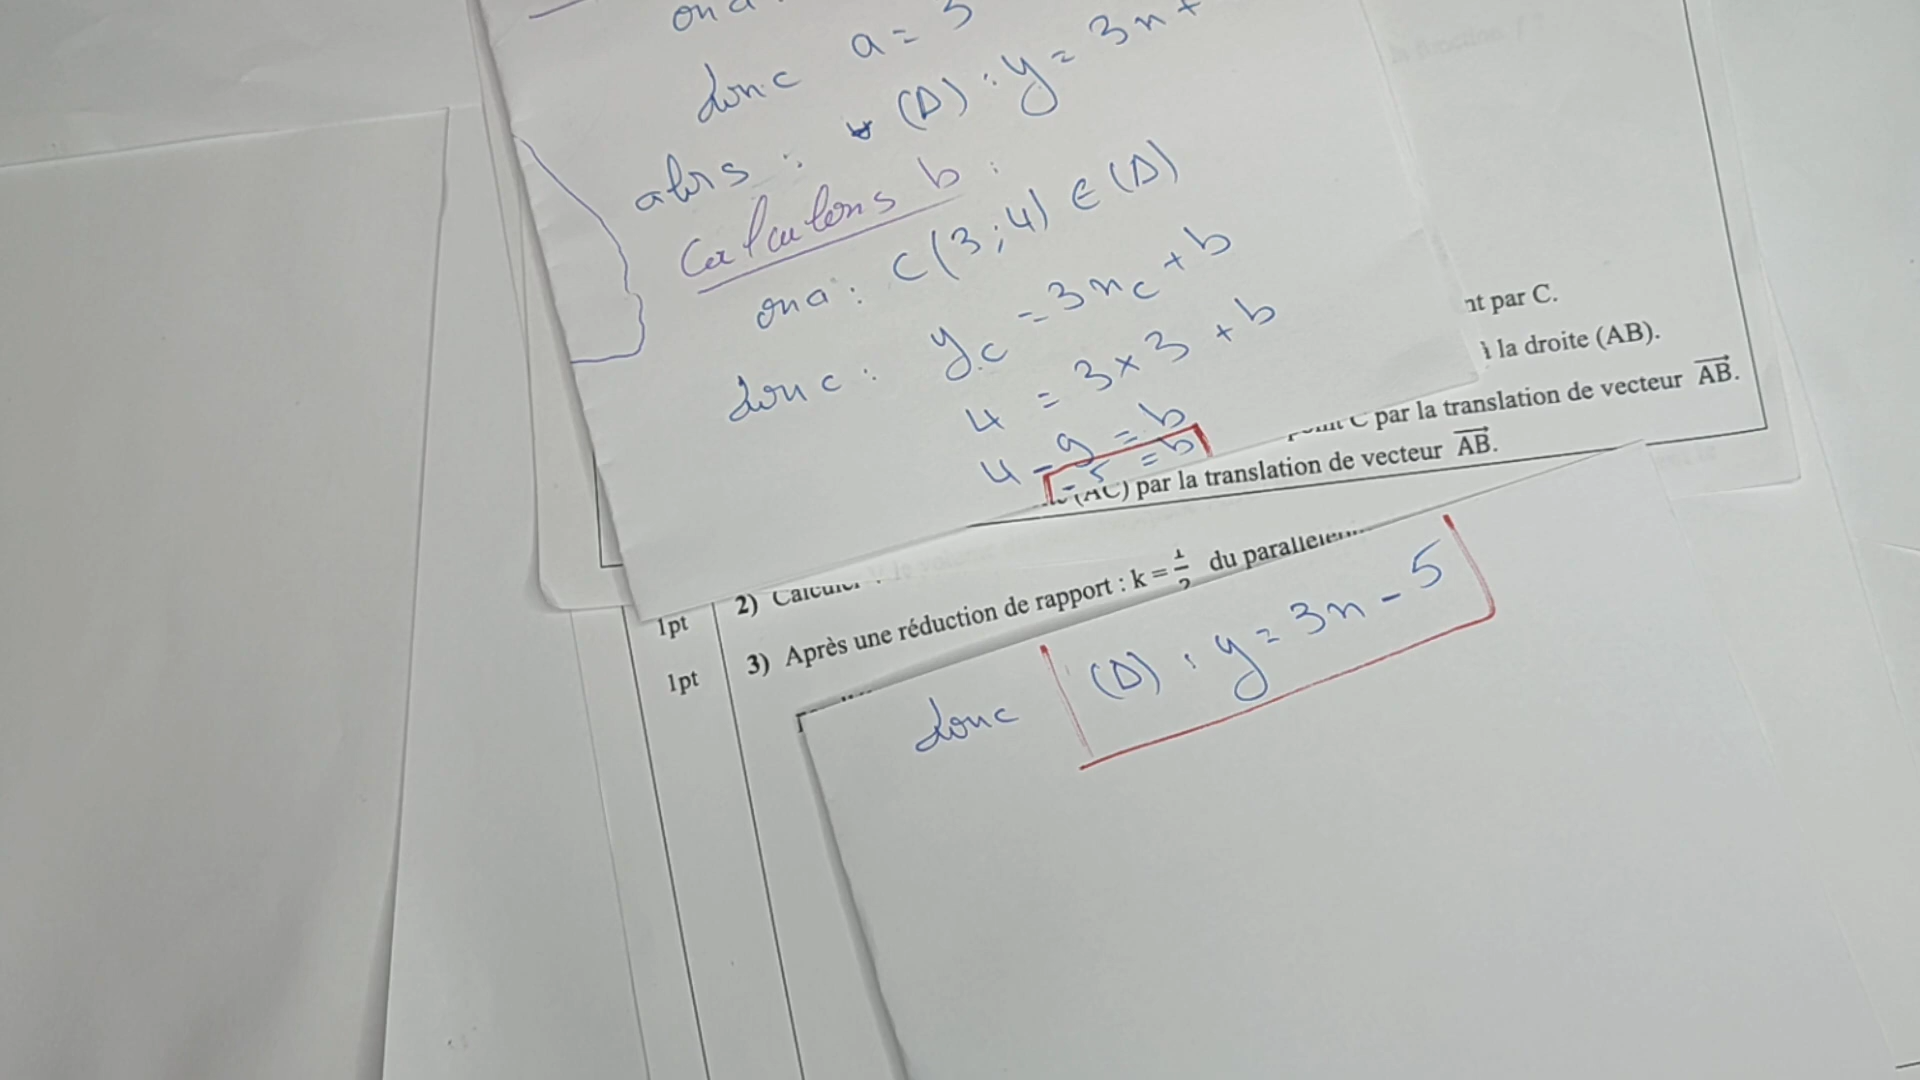 on a
donc a = 3
alors : (D) : y = 3x +
Calculons b :
on a : C(3;4) ∈ (D)
donc : yc = 3xc + b
4 = 3×3 + b
4 - 9 = b
-5 = b
nt par C.
à la droite (AB).
point C par la translation de vecteur AB.
(AC) par la translation de vecteur AB.
1pt 2) Calculer
1pt 3) Après une réduction de rapport : k = 1/2 du
donc (D) : y = 3x - 5